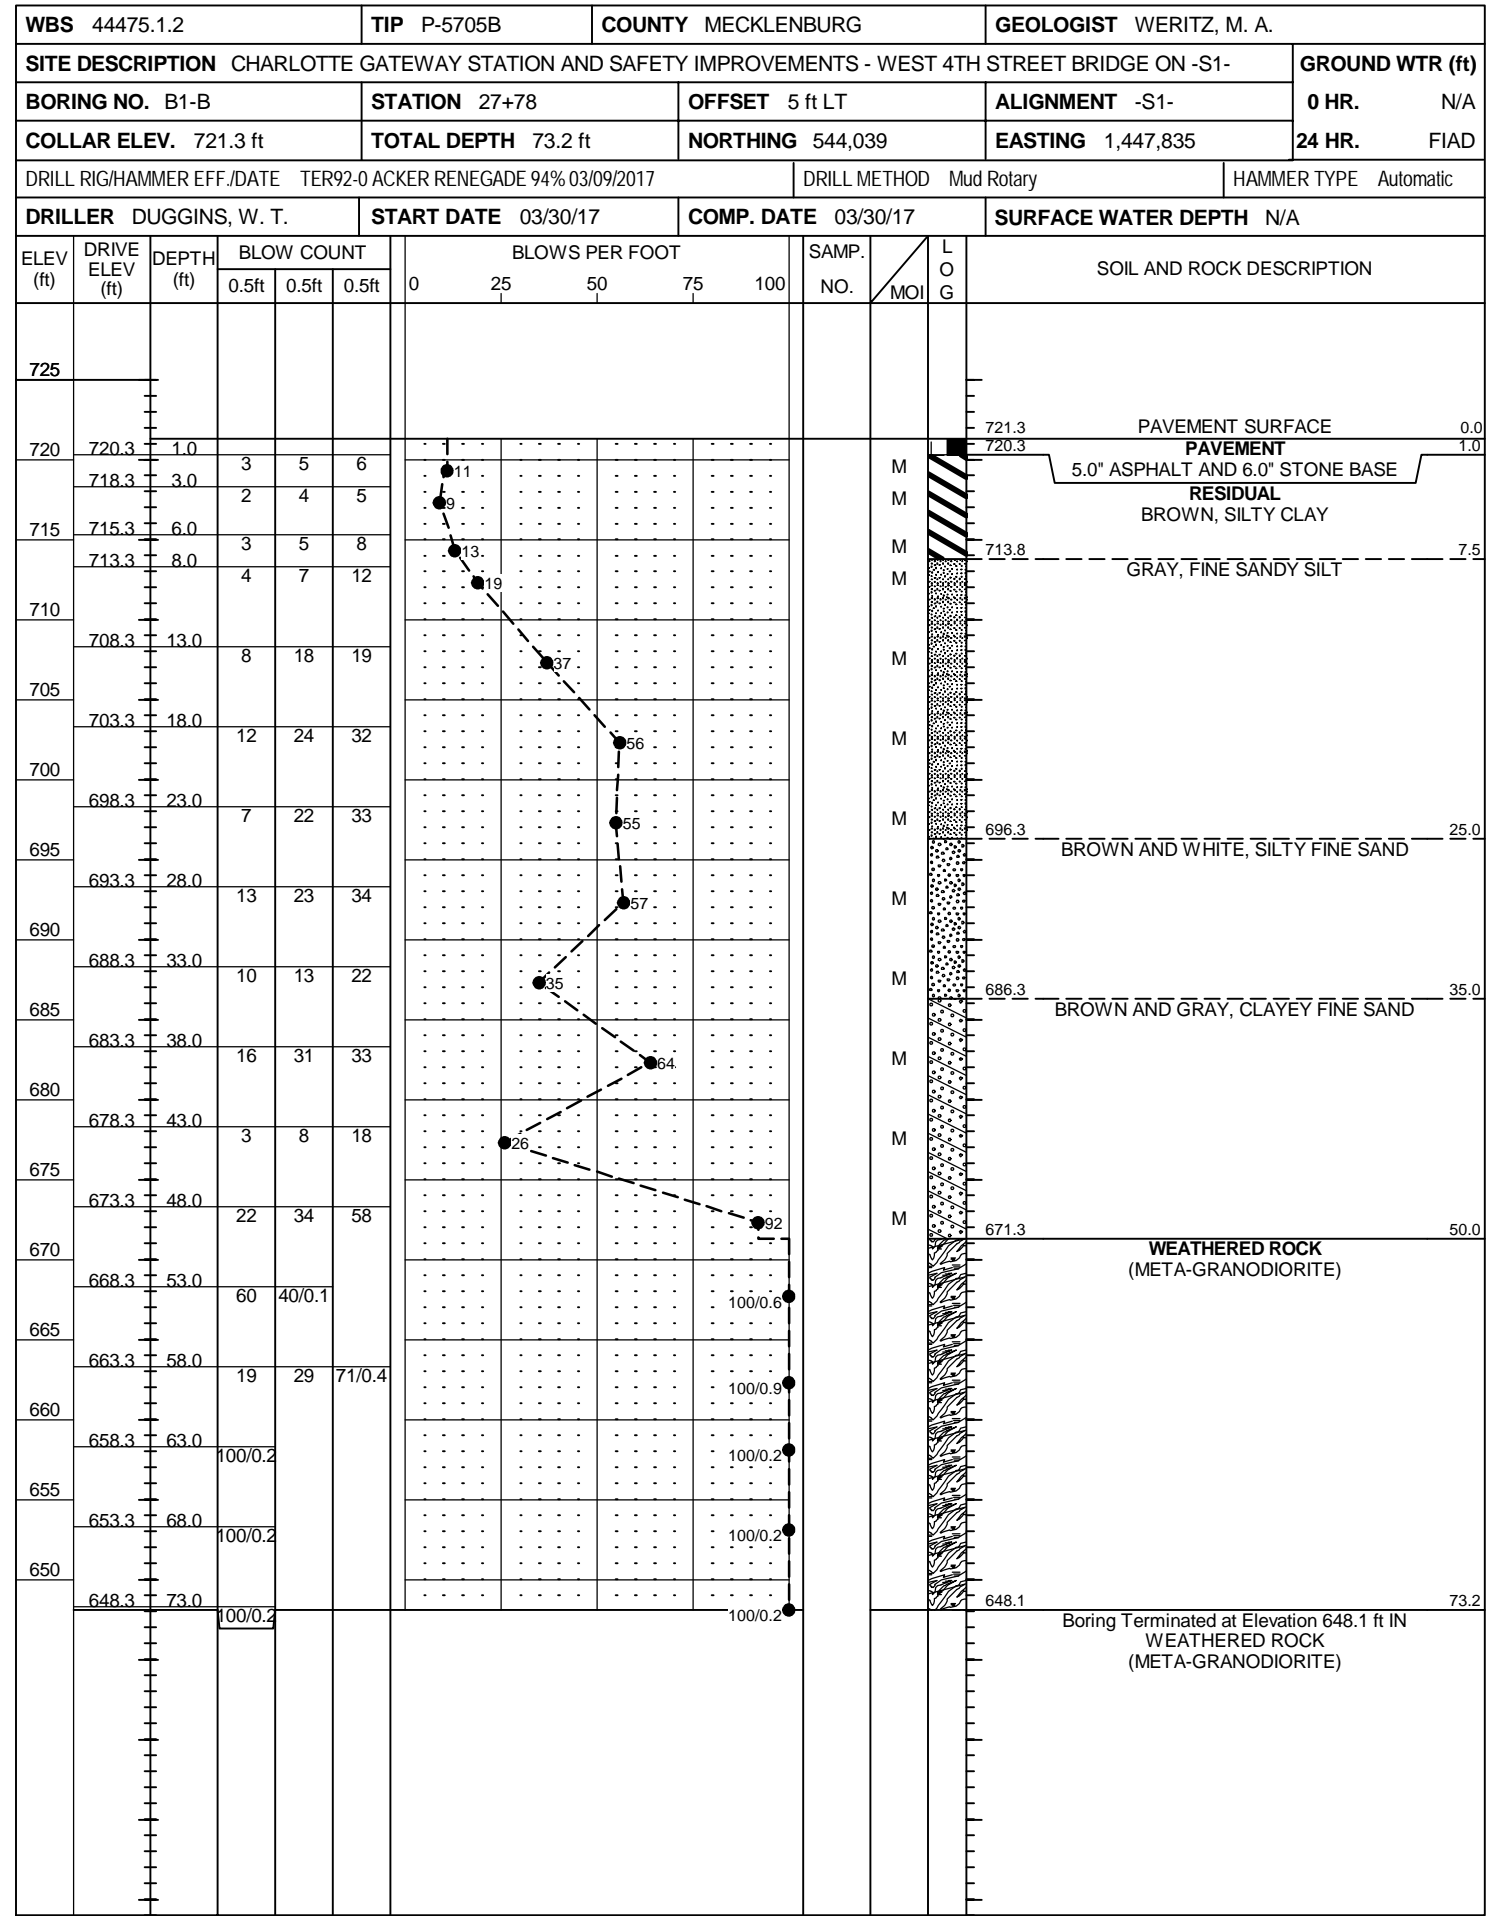 WBS 44475.1.2 TIP P-5705B COUNTY MECKLENBURG GEOLOGIST WERITZ, M. A.
SITE DESCRIPTION CHARLOTTE GATEWAY STATION AND SAFETY IMPROVEMENTS - WEST 4TH STREET BRIDGE ON -S1- GROUND WTR (ft)
BORING NO. B1-B STATION 27+78 OFFSET 5 ft LT ALIGNMENT -S1- 0 HR. N/A
COLLAR ELEV. 721.3 ft TOTAL DEPTH 73.2 ft NORTHING 544,039 EASTING 1,447,835 24 HR. FIAD
DRILL RIG/HAMMER EFF./DATE TER92-0 ACKER RENEGADE 94% 03/09/2017 DRILL METHOD Mud Rotary HAMMER TYPE Automatic
DRILLER DUGGINS, W. T. START DATE 03/30/17 COMP. DATE 03/30/17 SURFACE WATER DEPTH N/A
ELEV (ft) DRIVE ELEV (ft) DEPTH (ft) BLOW COUNT BLOWS PER FOOT SAMP. NO. MOI LOG SOIL AND ROCK DESCRIPTION
0.5ft 0.5ft 0.5ft 0 25 50 75 100
725
721.3 PAVEMENT SURFACE 0.0
720 720.3 1.0 720.3 PAVEMENT 1.0
3 5 6 11 M 5.0" ASPHALT AND 6.0" STONE BASE
718.3 3.0 RESIDUAL
2 4 5 9 M BROWN, SILTY CLAY
715 715.3 6.0
3 5 8 13 M 713.8 7.5
713.3 8.0 GRAY, FINE SANDY SILT
4 7 12 19 M
710
708.3 13.0
8 18 19 37 M
705
703.3 18.0
12 24 32 56 M
700
698.3 23.0
7 22 33 55 M
696.3 25.0
695 BROWN AND WHITE, SILTY FINE SAND
693.3 28.0
13 23 34 57 M
690
688.3 33.0
10 13 22 35 M
686.3 35.0
685 BROWN AND GRAY, CLAYEY FINE SAND
683.3 38.0
16 31 33 64 M
680
678.3 43.0
3 8 18 26 M
675
673.3 48.0
22 34 58 92 M
671.3 50.0
670 WEATHERED ROCK
(META-GRANODIORITE)
668.3 53.0
60 40/0.1 100/0.6
665
663.3 58.0
19 29 71/0.4 100/0.9
660
658.3 63.0
100/0.2 100/0.2
655
653.3 68.0
100/0.2 100/0.2
650
648.3 73.0 648.1 73.2
100/0.2 100/0.2 Boring Terminated at Elevation 648.1 ft IN
WEATHERED ROCK
(META-GRANODIORITE)